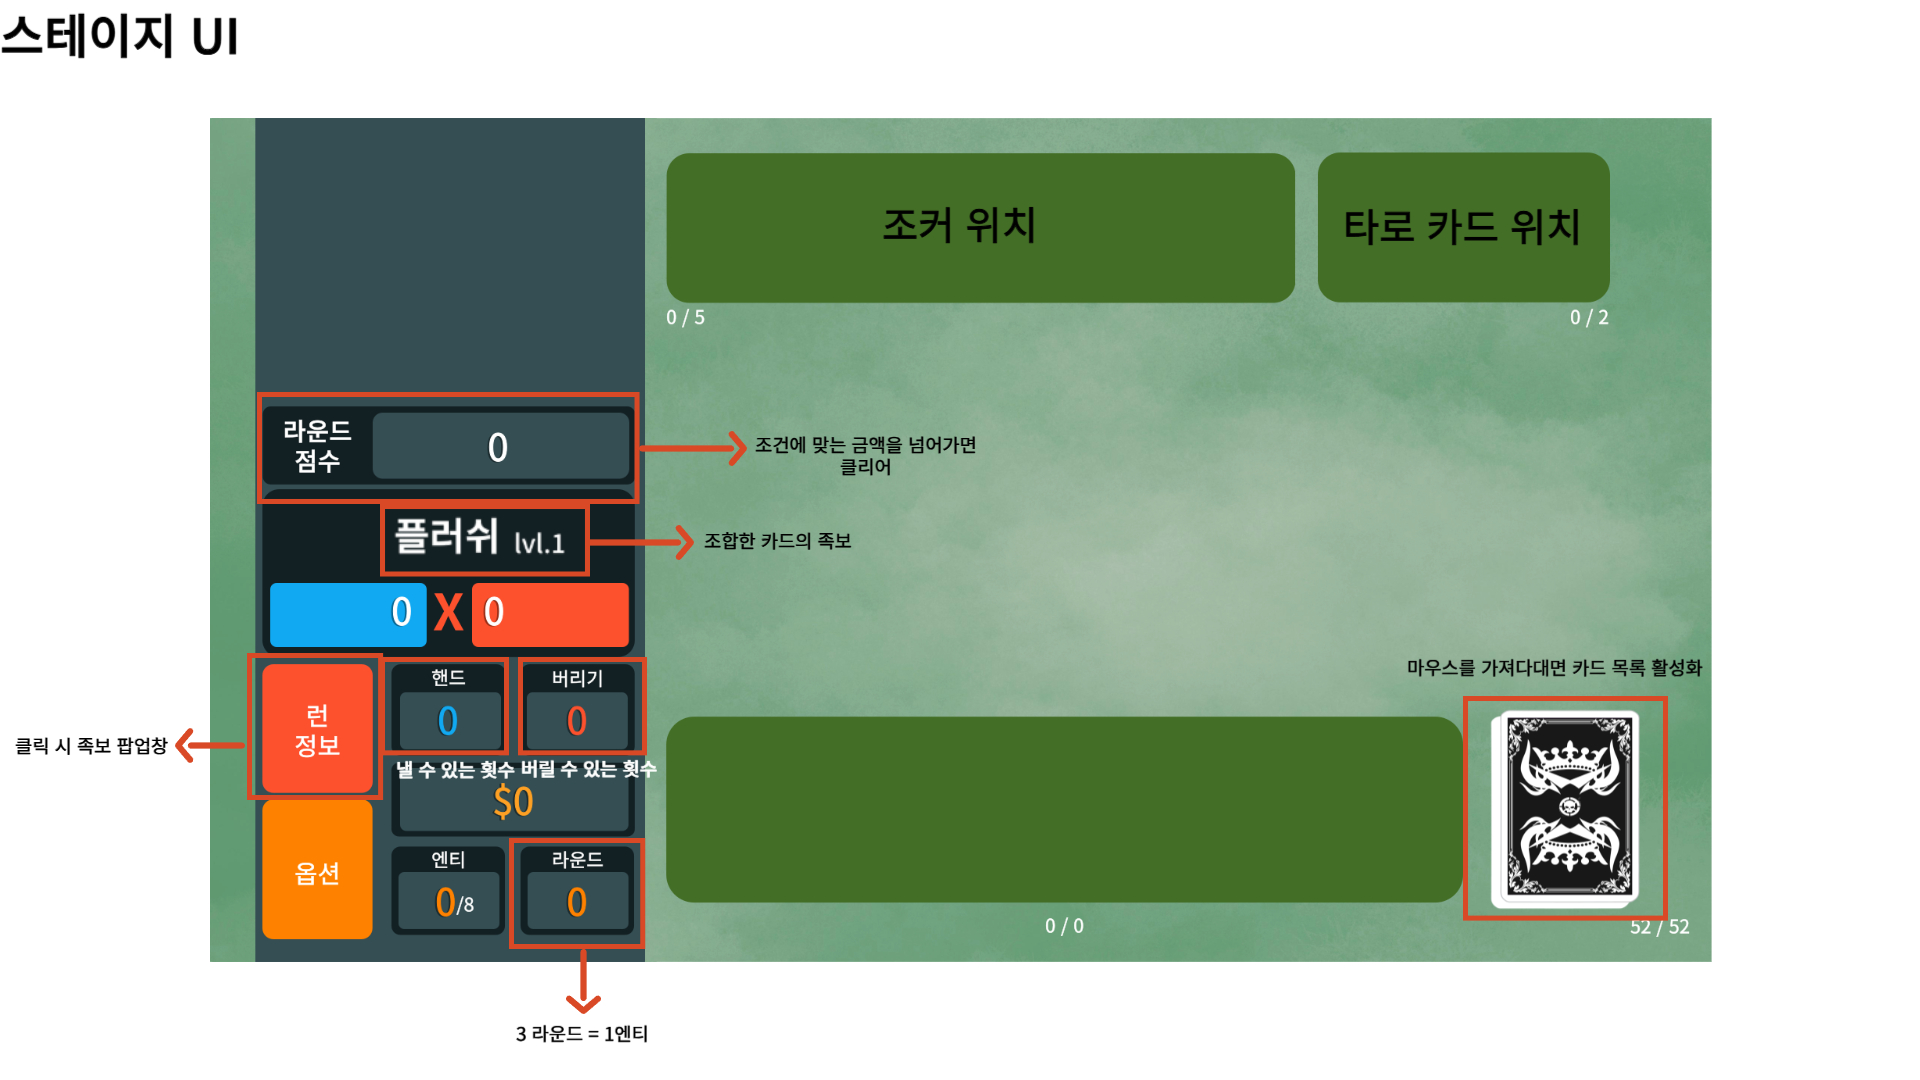 스테이지 UI
조커 위치
타로 카드 위치
0 / 5
0 / 2
라운드
점수
0
조건에 맞는 금액을 넘어가면
클리어
플러쉬 lvl.1
조합한 카드의 족보
0 X 0
마우스를 가져다대면 카드 목록 활성화
런
정보
핸드
0
버리기
0
클릭 시 족보 팝업창
낼 수 있는 횟수
버릴 수 있는 횟수
$0
옵션
엔티
0/8
라운드
0
0 / 0
52 / 52
3 라운드 = 1엔티